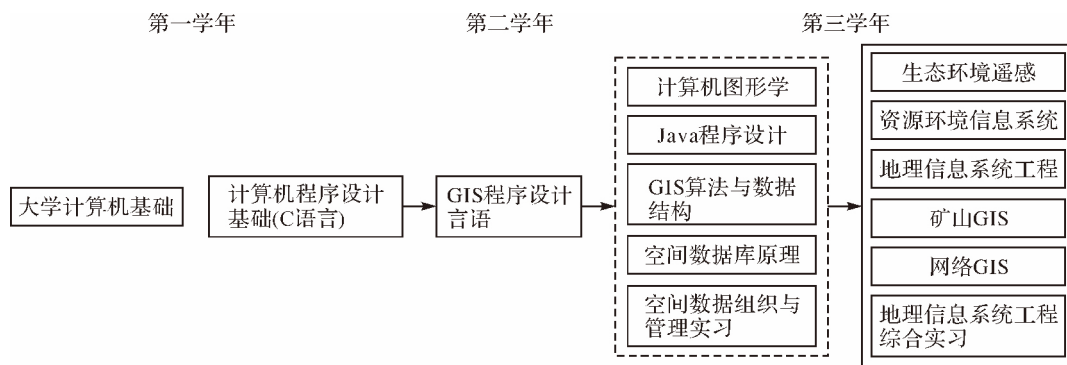 第一学年
第二学年
第三学年
大学计算机基础
计算机程序设计
基础(C语言)
GIS程序设计
言语
计算机图形学
Java程序设计
GIS算法与数据
结构
空间数据库原理
空间数据组织与
管理实习
生态环境遥感
资源环境信息系统
地理信息系统工程
矿山GIS
网络GIS
地理信息系统工程
综合实习